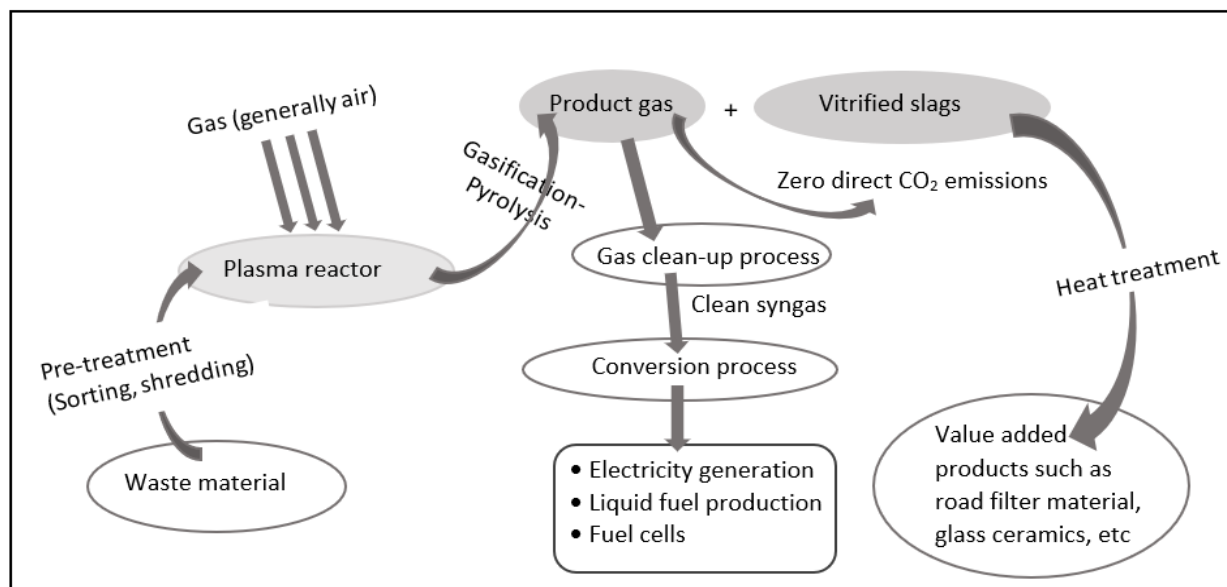 Product gas
+
Vitrified slags
Gas (generally air)
Gasification-
Pyrolysis
Zero direct CO₂ emissions
Plasma reactor
Gas clean-up process
Heat treatment
Clean syngas
Pre-treatment
(Sorting, shredding)
Conversion process
Waste material
• Electricity generation
• Liquid fuel production
• Fuel cells
Value added
products such as
road filter material,
glass ceramics, etc